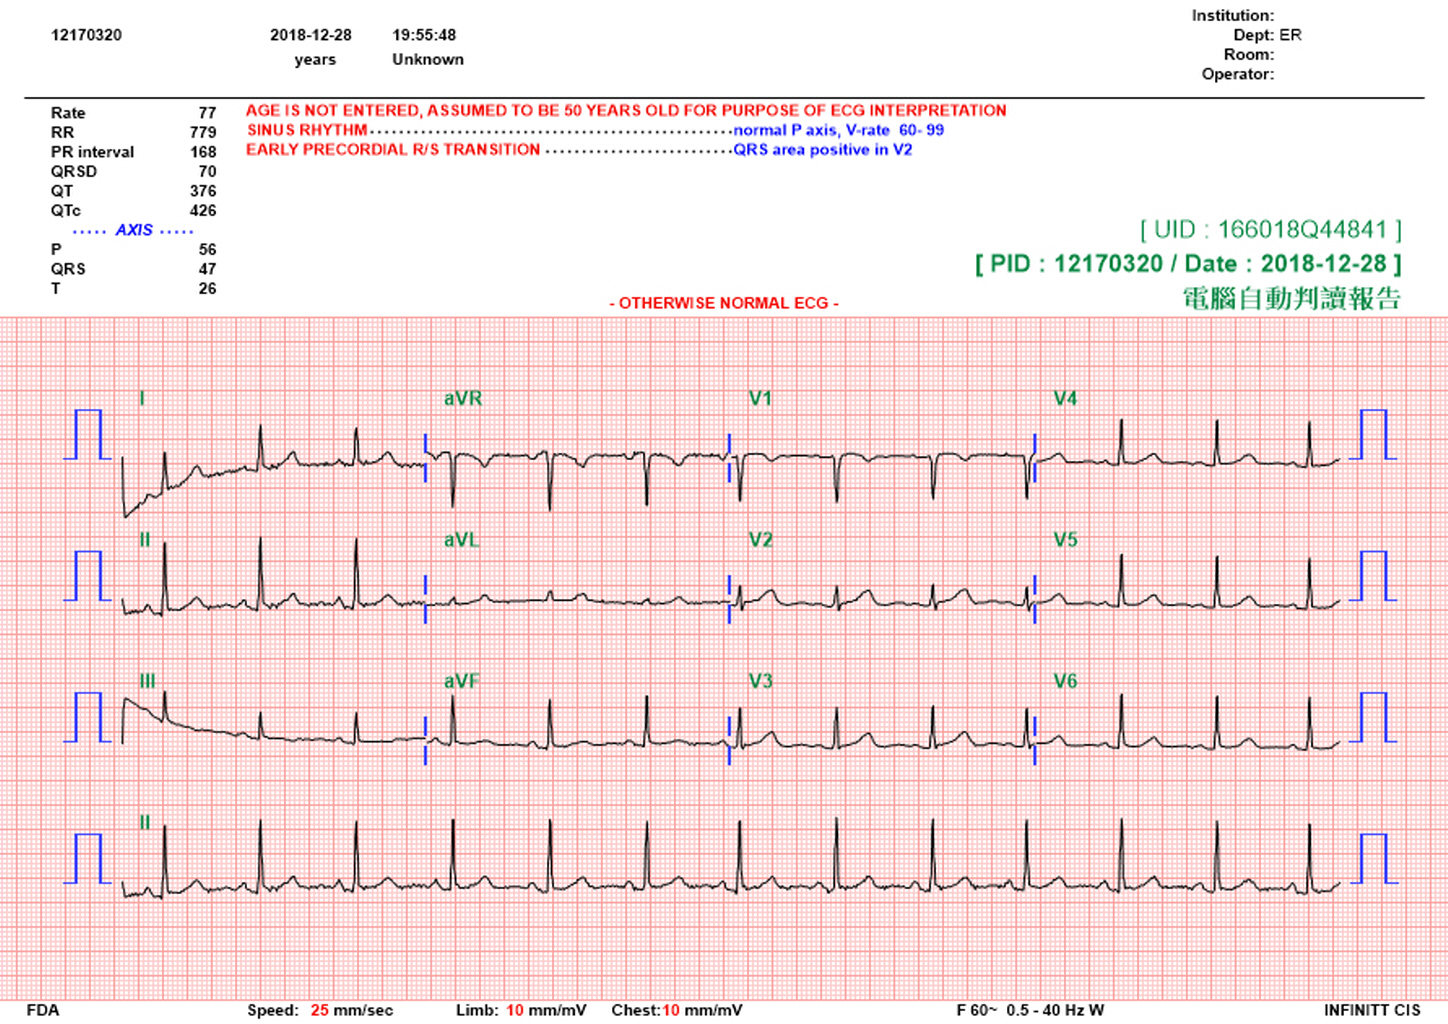 Institution:
12170320 2018-12-28 19:55:48 Dept: ER
years Unknown Room:
Operator:
Rate 77 AGE IS NOT ENTERED, ASSUMED TO BE 50 YEARS OLD FOR PURPOSE OF ECG INTERPRETATION
RR 779 SINUS RHYTHM normal P axis, V-rate 60- 99
PR interval 168 EARLY PRECORDIAL R/S TRANSITION QRS area positive in V2
QRSD 70
QT 376
QTc 426
..... AXIS .....
P 56
QRS 47
T 26
[ UID : 166018Q44841 ]
[ PID : 12170320 / Date : 2018-12-28 ]
電腦自動判讀報告
- OTHERWISE NORMAL ECG -
I aVR V1 V4
II aVL V2 V5
III aVF V3 V6
II
FDA Speed: 25 mm/sec Limb: 10 mm/mV Chest:10 mm/mV F 60~ 0.5 - 40 Hz W INFINITT CIS